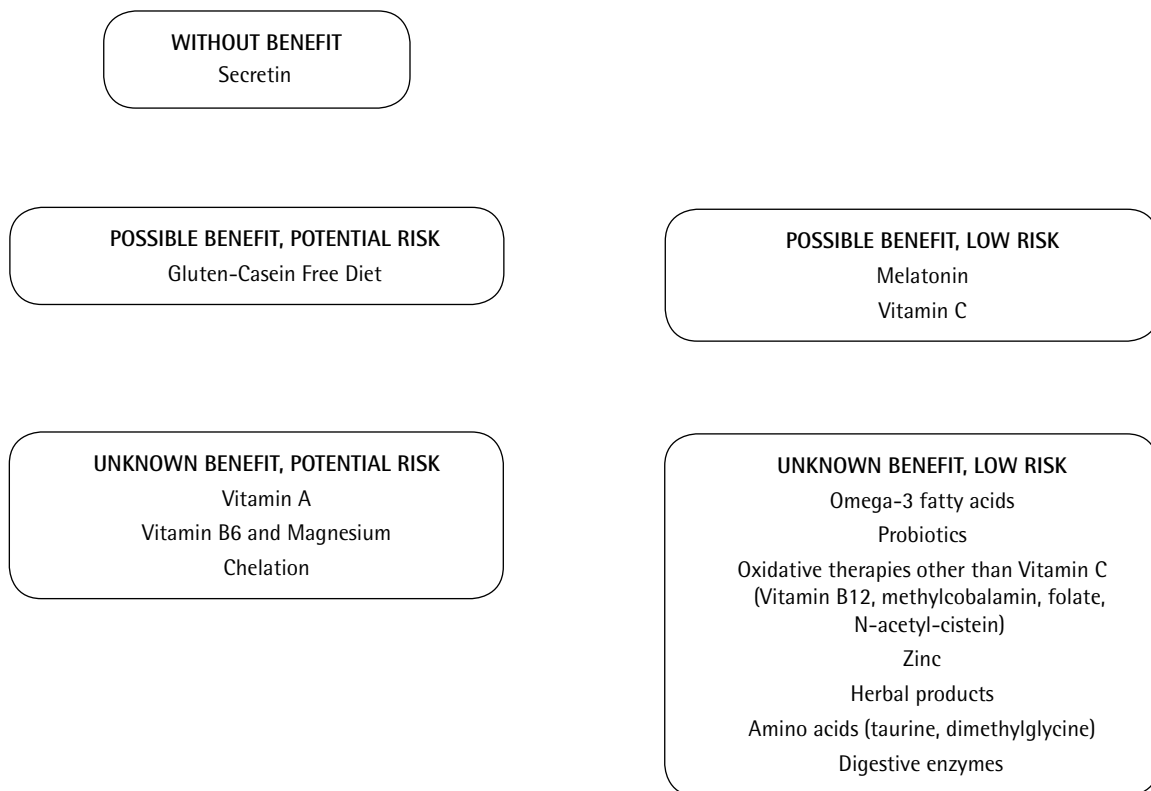 WITHOUT BENEFIT
Secretin
POSSIBLE BENEFIT, POTENTIAL RISK
Gluten-Casein Free Diet
POSSIBLE BENEFIT, LOW RISK
Melatonin
Vitamin C
UNKNOWN BENEFIT, POTENTIAL RISK
Vitamin A
Vitamin B6 and Magnesium
Chelation
UNKNOWN BENEFIT, LOW RISK
Omega-3 fatty acids
Probiotics
Oxidative therapies other than Vitamin C
(Vitamin B12, methylcobalamin, folate,
N-acetyl-cistein)
Zinc
Herbal products
Amino acids (taurine, dimethylglycine)
Digestive enzymes